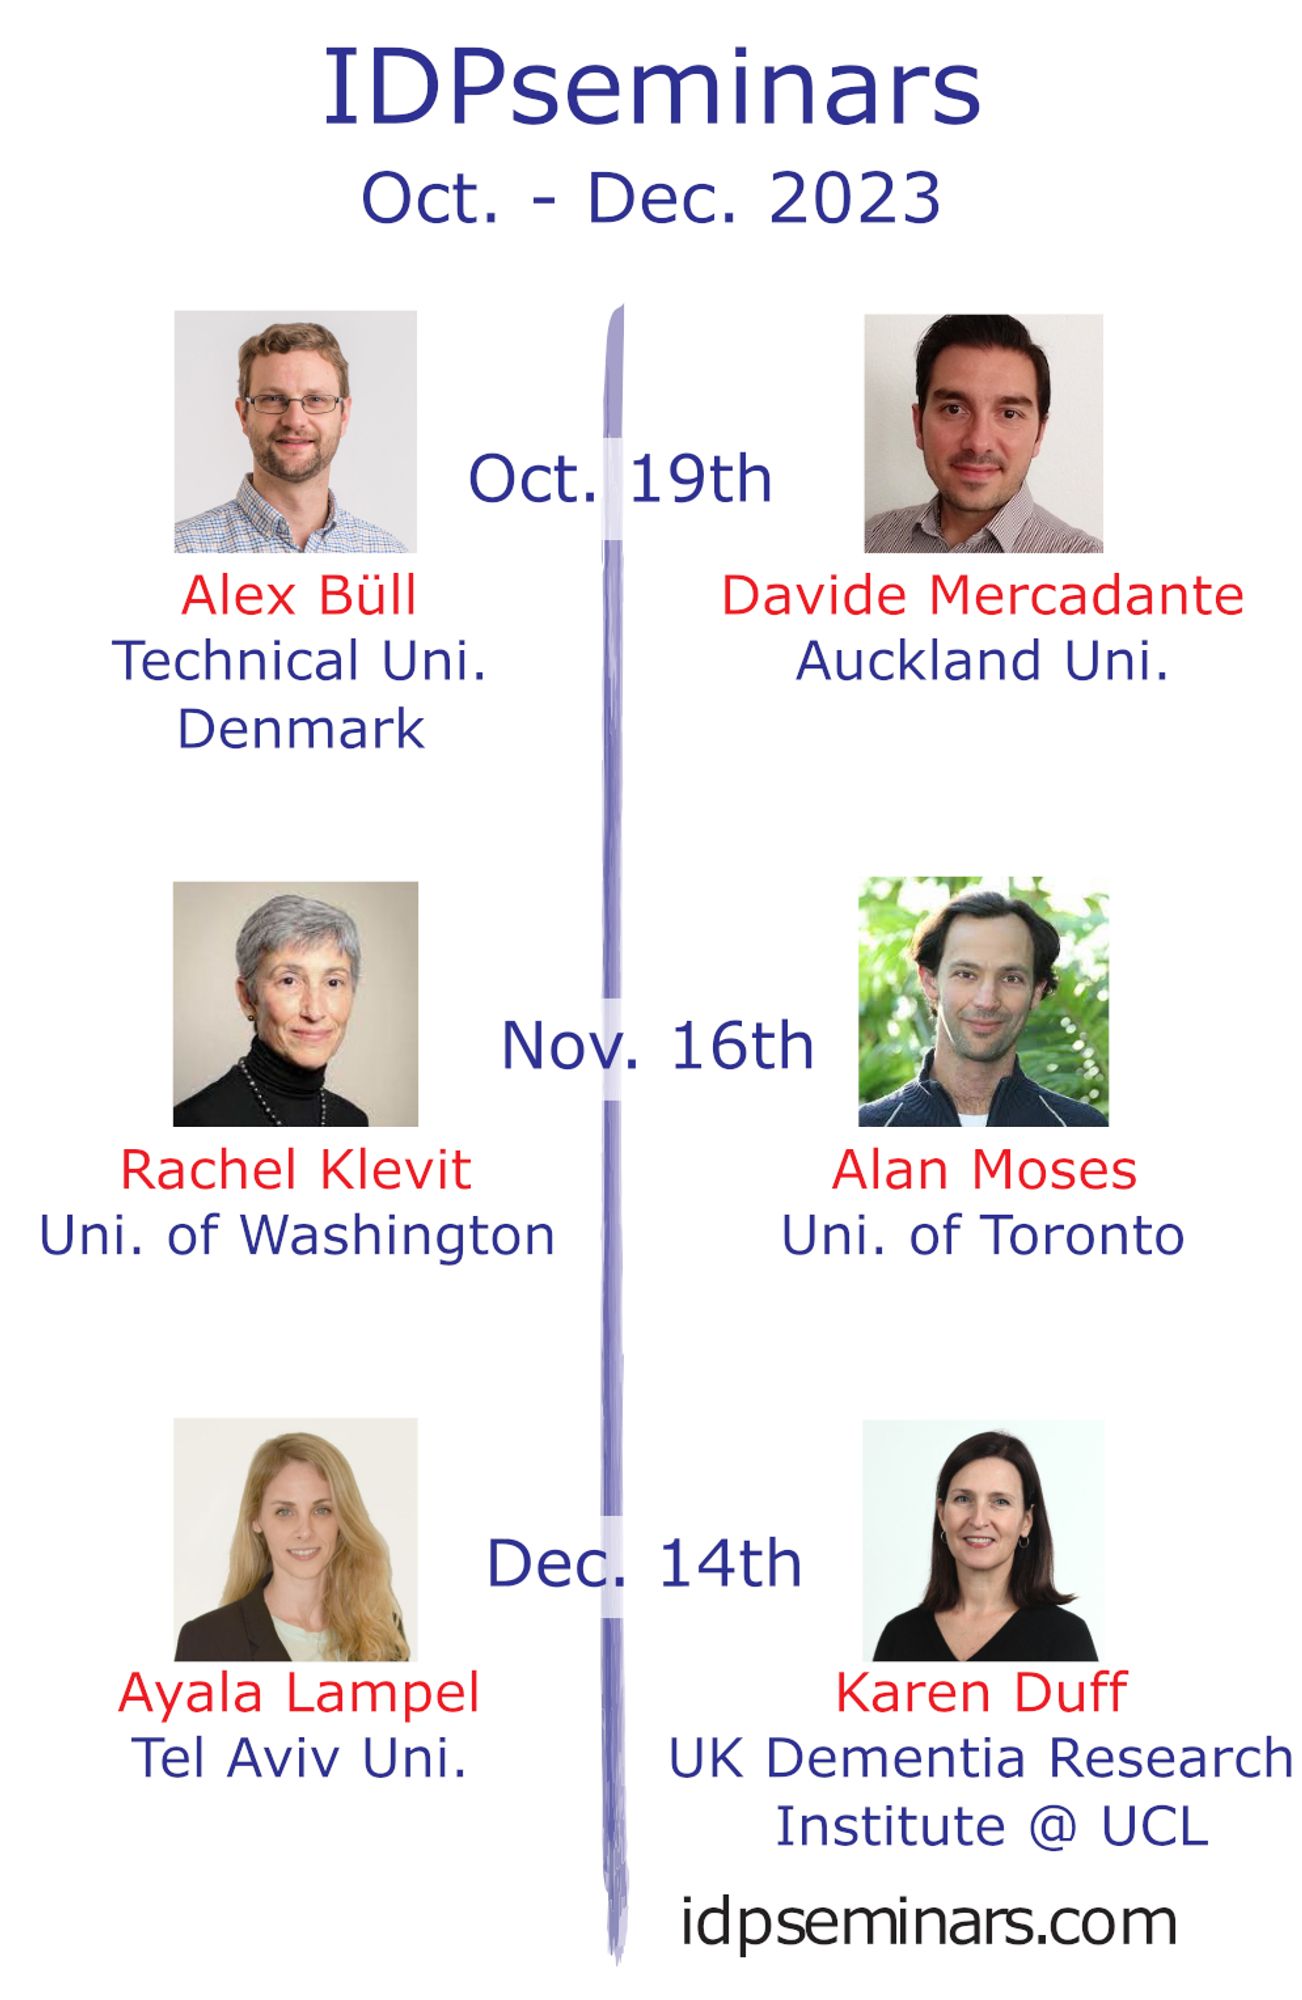 IDPseminars
Oct. - Dec. 2023
Oct. 19th
Alex Büll
Technical Uni.
Denmark
Davide Mercadante
Auckland Uni.
Nov. 16th
Rachel Klevit
Uni. of Washington
Alan Moses
Uni. of Toronto
Dec. 14th
Ayala Lampel
Tel Aviv Uni.
Karen Duff
UK Dementia Research
Institute @ UCL
idpseminars.com